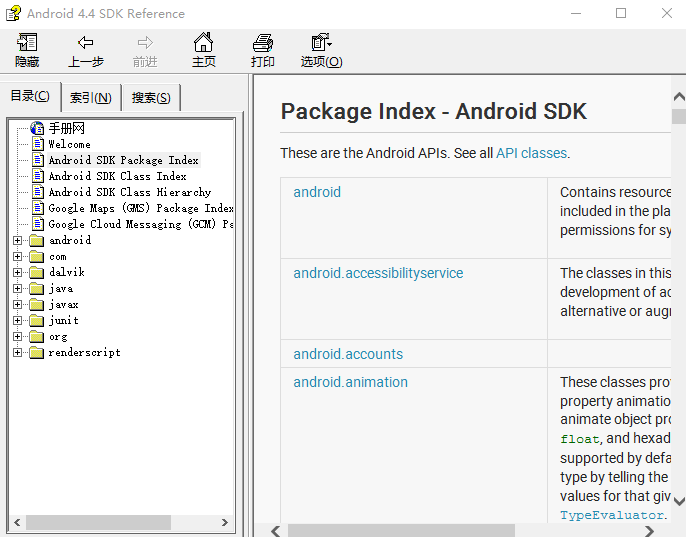 Android 4.4 SDK Reference
隐藏 上一步 前进 主页 打印 选项(O)
目录(C) 索引(N) 搜索(S)
手册网
Welcome
Android SDK Package Index
Android SDK Class Index
Android SDK Class Hierarchy
Google Maps (GMS) Package Index
Google Cloud Messaging (GCM) Pa
android
com
dalvik
java
javax
junit
org
renderscript
Package Index - Android SDK
These are the Android APIs. See all API classes.
android
Contains resource
included in the pla
permissions for sy
android.accessibilityservice
The classes in this
development of ac
alternative or aug
android.accounts
android.animation
These classes pro
property animatio
animate object pro
float, and hexad
supported by defa
type by telling the
values for that giv
TypeEvaluator.